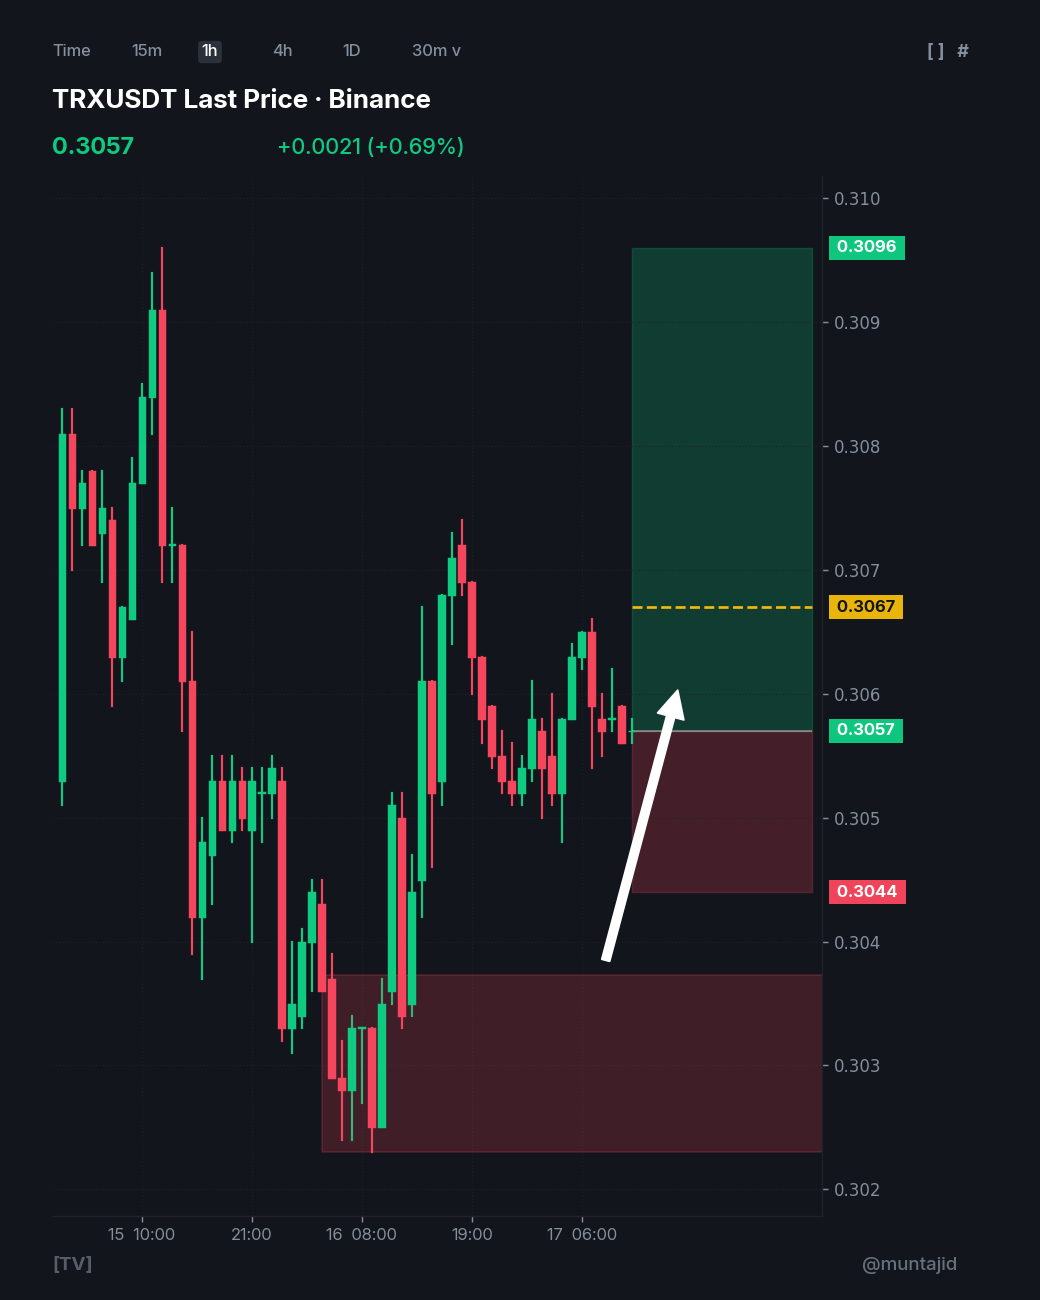 Time 15m 1h 4h 1D 30m v [ ] #
TRXUSDT Last Price · Binance
0.3057 +0.0021 (+0.69%)
0.310
0.3096
0.309
0.308
0.307
0.3067
0.306
0.3057
0.305
0.3044
0.304
0.303
0.302
15 10:00 21:00 16 08:00 19:00 17 06:00
[TV] @muntajid